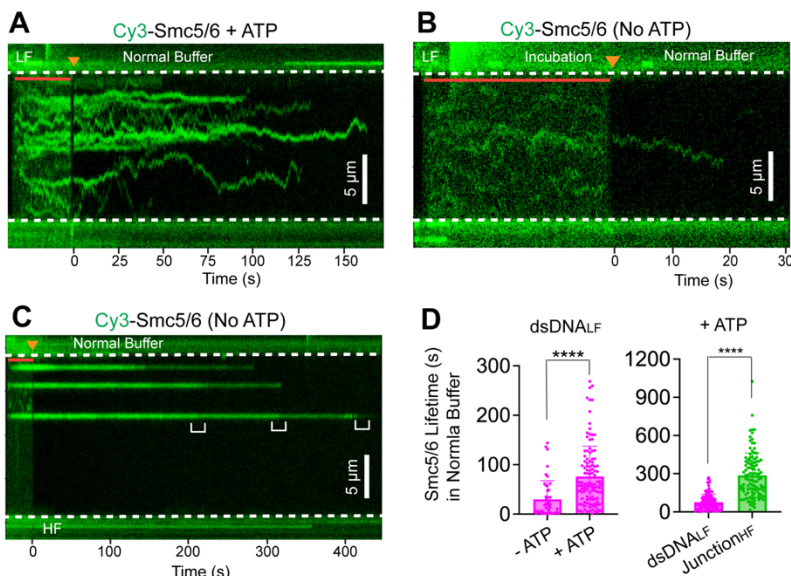 A
Cy3-Smc5/6 + ATP
LF
Normal Buffer
5 µm
0 25 50 75 100 125 150
Time (s)
B
Cy3-Smc5/6 (No ATP)
LF
Incubation
Normal Buffer
5 µm
0 10 20 30
Time (s)
C
Cy3-Smc5/6 (No ATP)
Normal Buffer
5 µm
HF
0 100 200 300 400
Time (s)
D
Smc5/6 Lifetime (s)
in Normla Buffer
dsDNALF
****
300
200
100
0
- ATP
+ ATP
+ ATP
****
1200
900
600
300
0
dsDNALF
JunctionHF